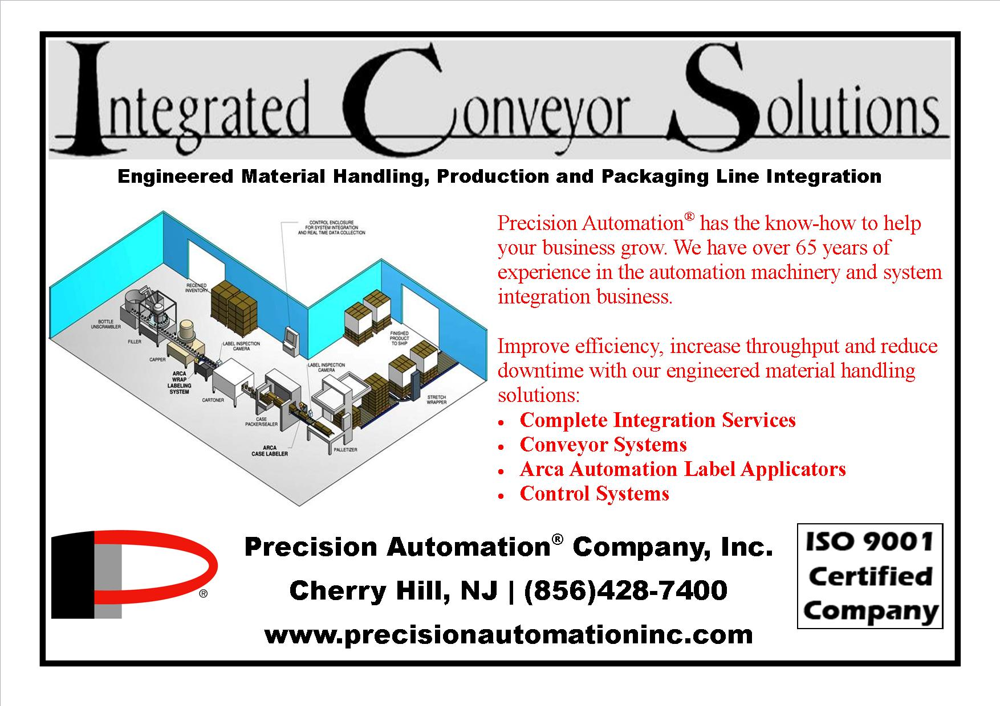 Integrated Conveyor Solutions
Engineered Material Handling, Production and Packaging Line Integration
CONTROL ENCLOSURE
FOR SYSTEM INTEGRATION
AND REAL TIME DATA COLLECTION
RECEIVED
INVENTORY
BOTTLE
UNSCRAMBLER
FILLER
CAPPER
LABEL INSPECTION
CAMERA
ARCA
WRAP
LABELING
SYSTEM
CARTONER
CASE
PACKER/SEALER
ARCA
CASE LABELER
LABEL INSPECTION
CAMERA
PALLETIZER
FINISHED
PRODUCT
TO SHIP
STRETCH
WRAPPER
Precision Automation® has the know-how to help
your business grow. We have over 65 years of
experience in the automation machinery and system
integration business.
Improve efficiency, increase throughput and reduce
downtime with our engineered material handling
solutions:
• Complete Integration Services
• Conveyor Systems
• Arca Automation Label Applicators
• Control Systems
®
Precision Automation® Company, Inc.
Cherry Hill, NJ | (856)428-7400
www.precisionautomationinc.com
ISO 9001
Certified
Company